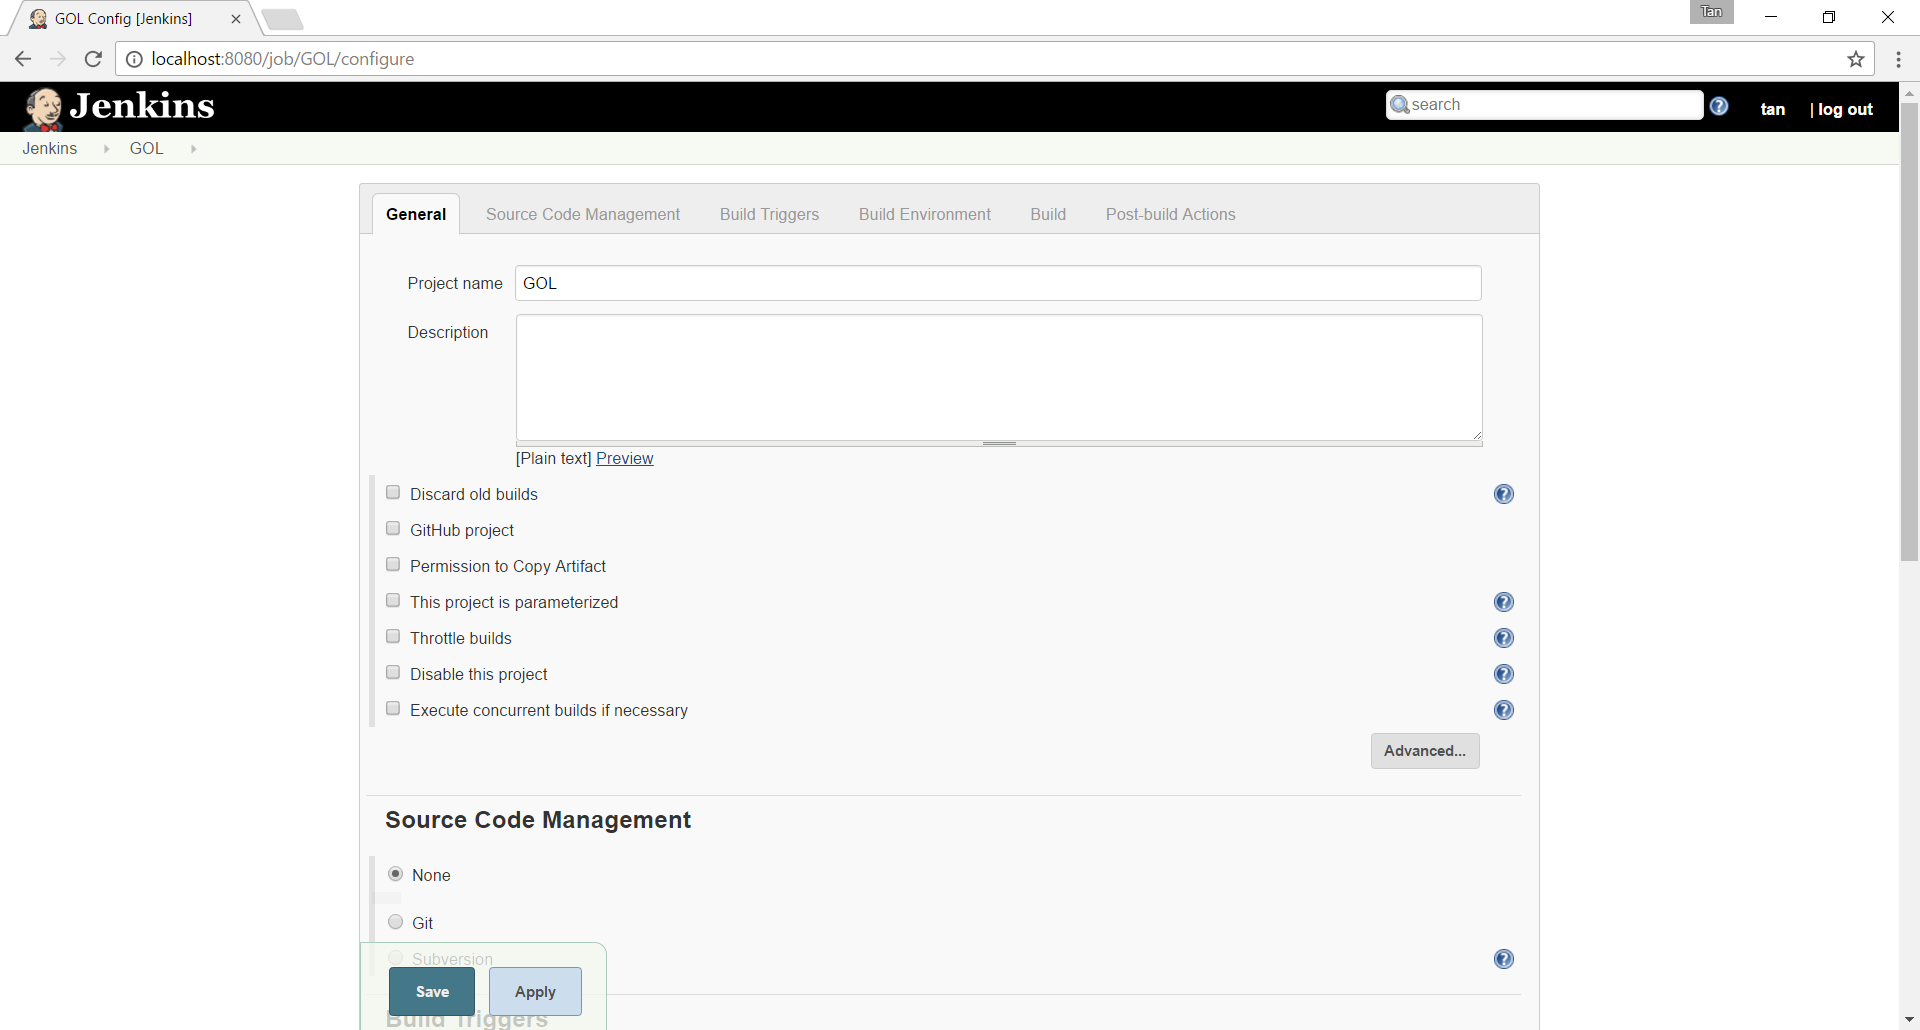 GOL Config [Jenkins]
Tan
localhost:8080/job/GOL/configure
Jenkins
search
tan
| log out
Jenkins
GOL
General
Source Code Management
Build Triggers
Build Environment
Build
Post-build Actions
Project name
GOL
Description
[Plain text] Preview
Discard old builds
GitHub project
Permission to Copy Artifact
This project is parameterized
Throttle builds
Disable this project
Execute concurrent builds if necessary
Advanced...
Source Code Management
None
Git
Subversion
Save
Apply
Build Triggers